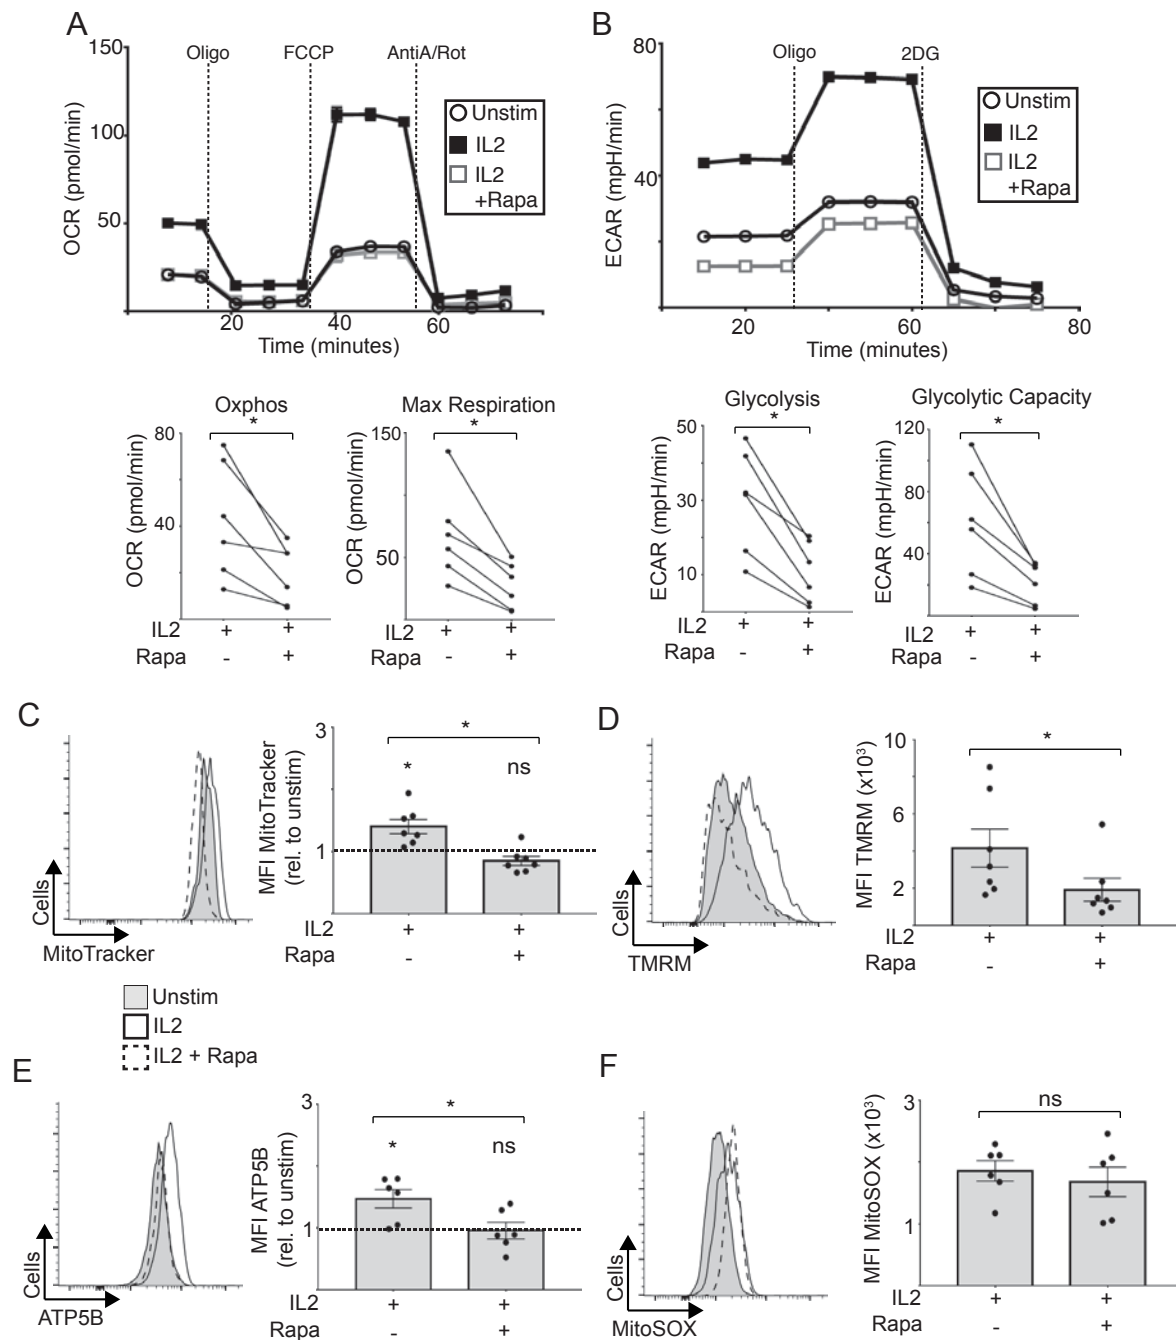 A
150
100
50
OCR (pmol/min)
Oligo
FCCP
AntiA/Rot
Unstim
IL2
IL2
+Rapa
20
40
60
Time (minutes)
B
80
40
ECAR (mpH/min)
Oligo
2DG
Unstim
IL2
IL2
+Rapa
20
40
60
80
Time (minutes)
Oxphos
*
80
40
OCR (pmol/min)
IL2 + +
Rapa - +
Max Respiration
*
150
50
OCR (pmol/min)
IL2 + +
Rapa - +
Glycolysis
*
50
30
10
ECAR (mpH/min)
IL2 + +
Rapa - +
Glycolytic Capacity
*
120
80
40
ECAR (mpH/min)
IL2 + +
Rapa - +
C
Cells
MitoTracker
3
1
MFI MitoTracker
(rel. to unstim)
*
*
ns
IL2 + +
Rapa - +
Unstim
IL2
IL2 + Rapa
D
Cells
TMRM
10
6
2
MFI TMRM (x10³)
*
IL2 + +
Rapa - +
E
Cells
ATP5B
3
1
MFI ATP5B
(rel. to unstim)
*
*
ns
IL2 + +
Rapa - +
F
Cells
MitoSOX
3
1
MFI MitoSOX (x10³)
ns
IL2 + +
Rapa - +